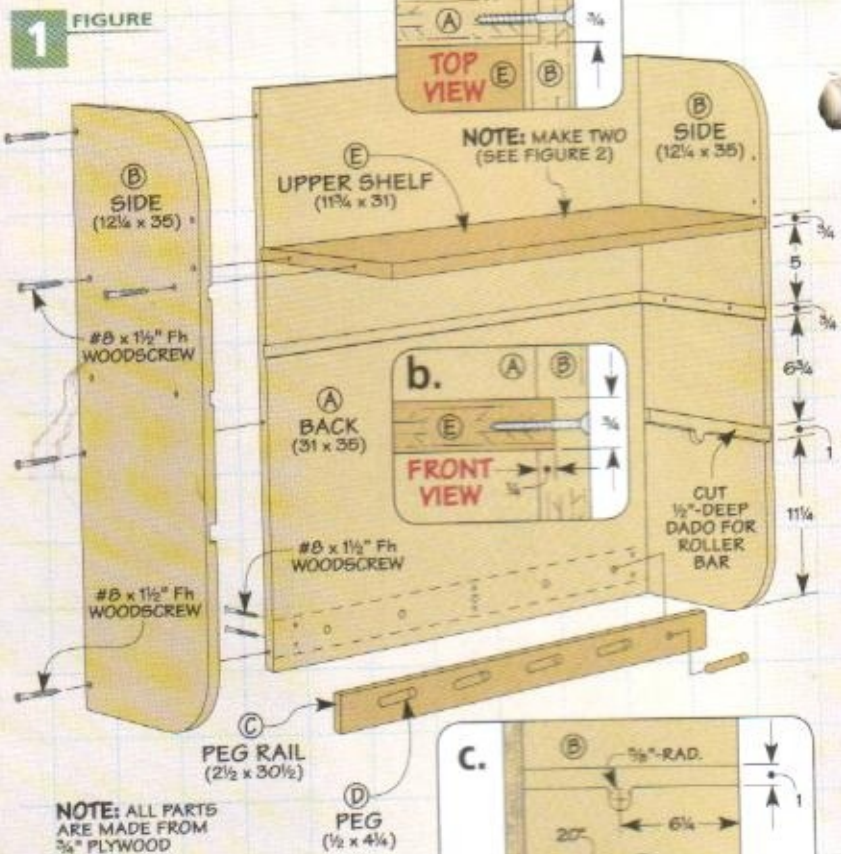 1 FIGURE
A
¾
TOP
VIEW
E
B
B
SIDE
(12¼ x 35)
NOTE: MAKE TWO
(SEE FIGURE 2)
E
UPPER SHELF
(11¾ x 31)
B
SIDE
(12¼ x 35)
¾
5
¾
6¾
1
11¼
#8 x 1½" Fh
WOODSCREW
b.
A
B
E
¾
FRONT
VIEW
¼
A
BACK
(31 x 35)
CUT
½"-DEEP
DADO FOR
ROLLER
BAR
#8 x 1½" Fh
WOODSCREW
#8 x 1½" Fh
WOODSCREW
C
PEG RAIL
(2½ x 30½)
D
PEG
(½ x 4¼)
NOTE: ALL PARTS
ARE MADE FROM
¾" PLYWOOD
c.
B
⅝"-RAD.
1
6¼
20°